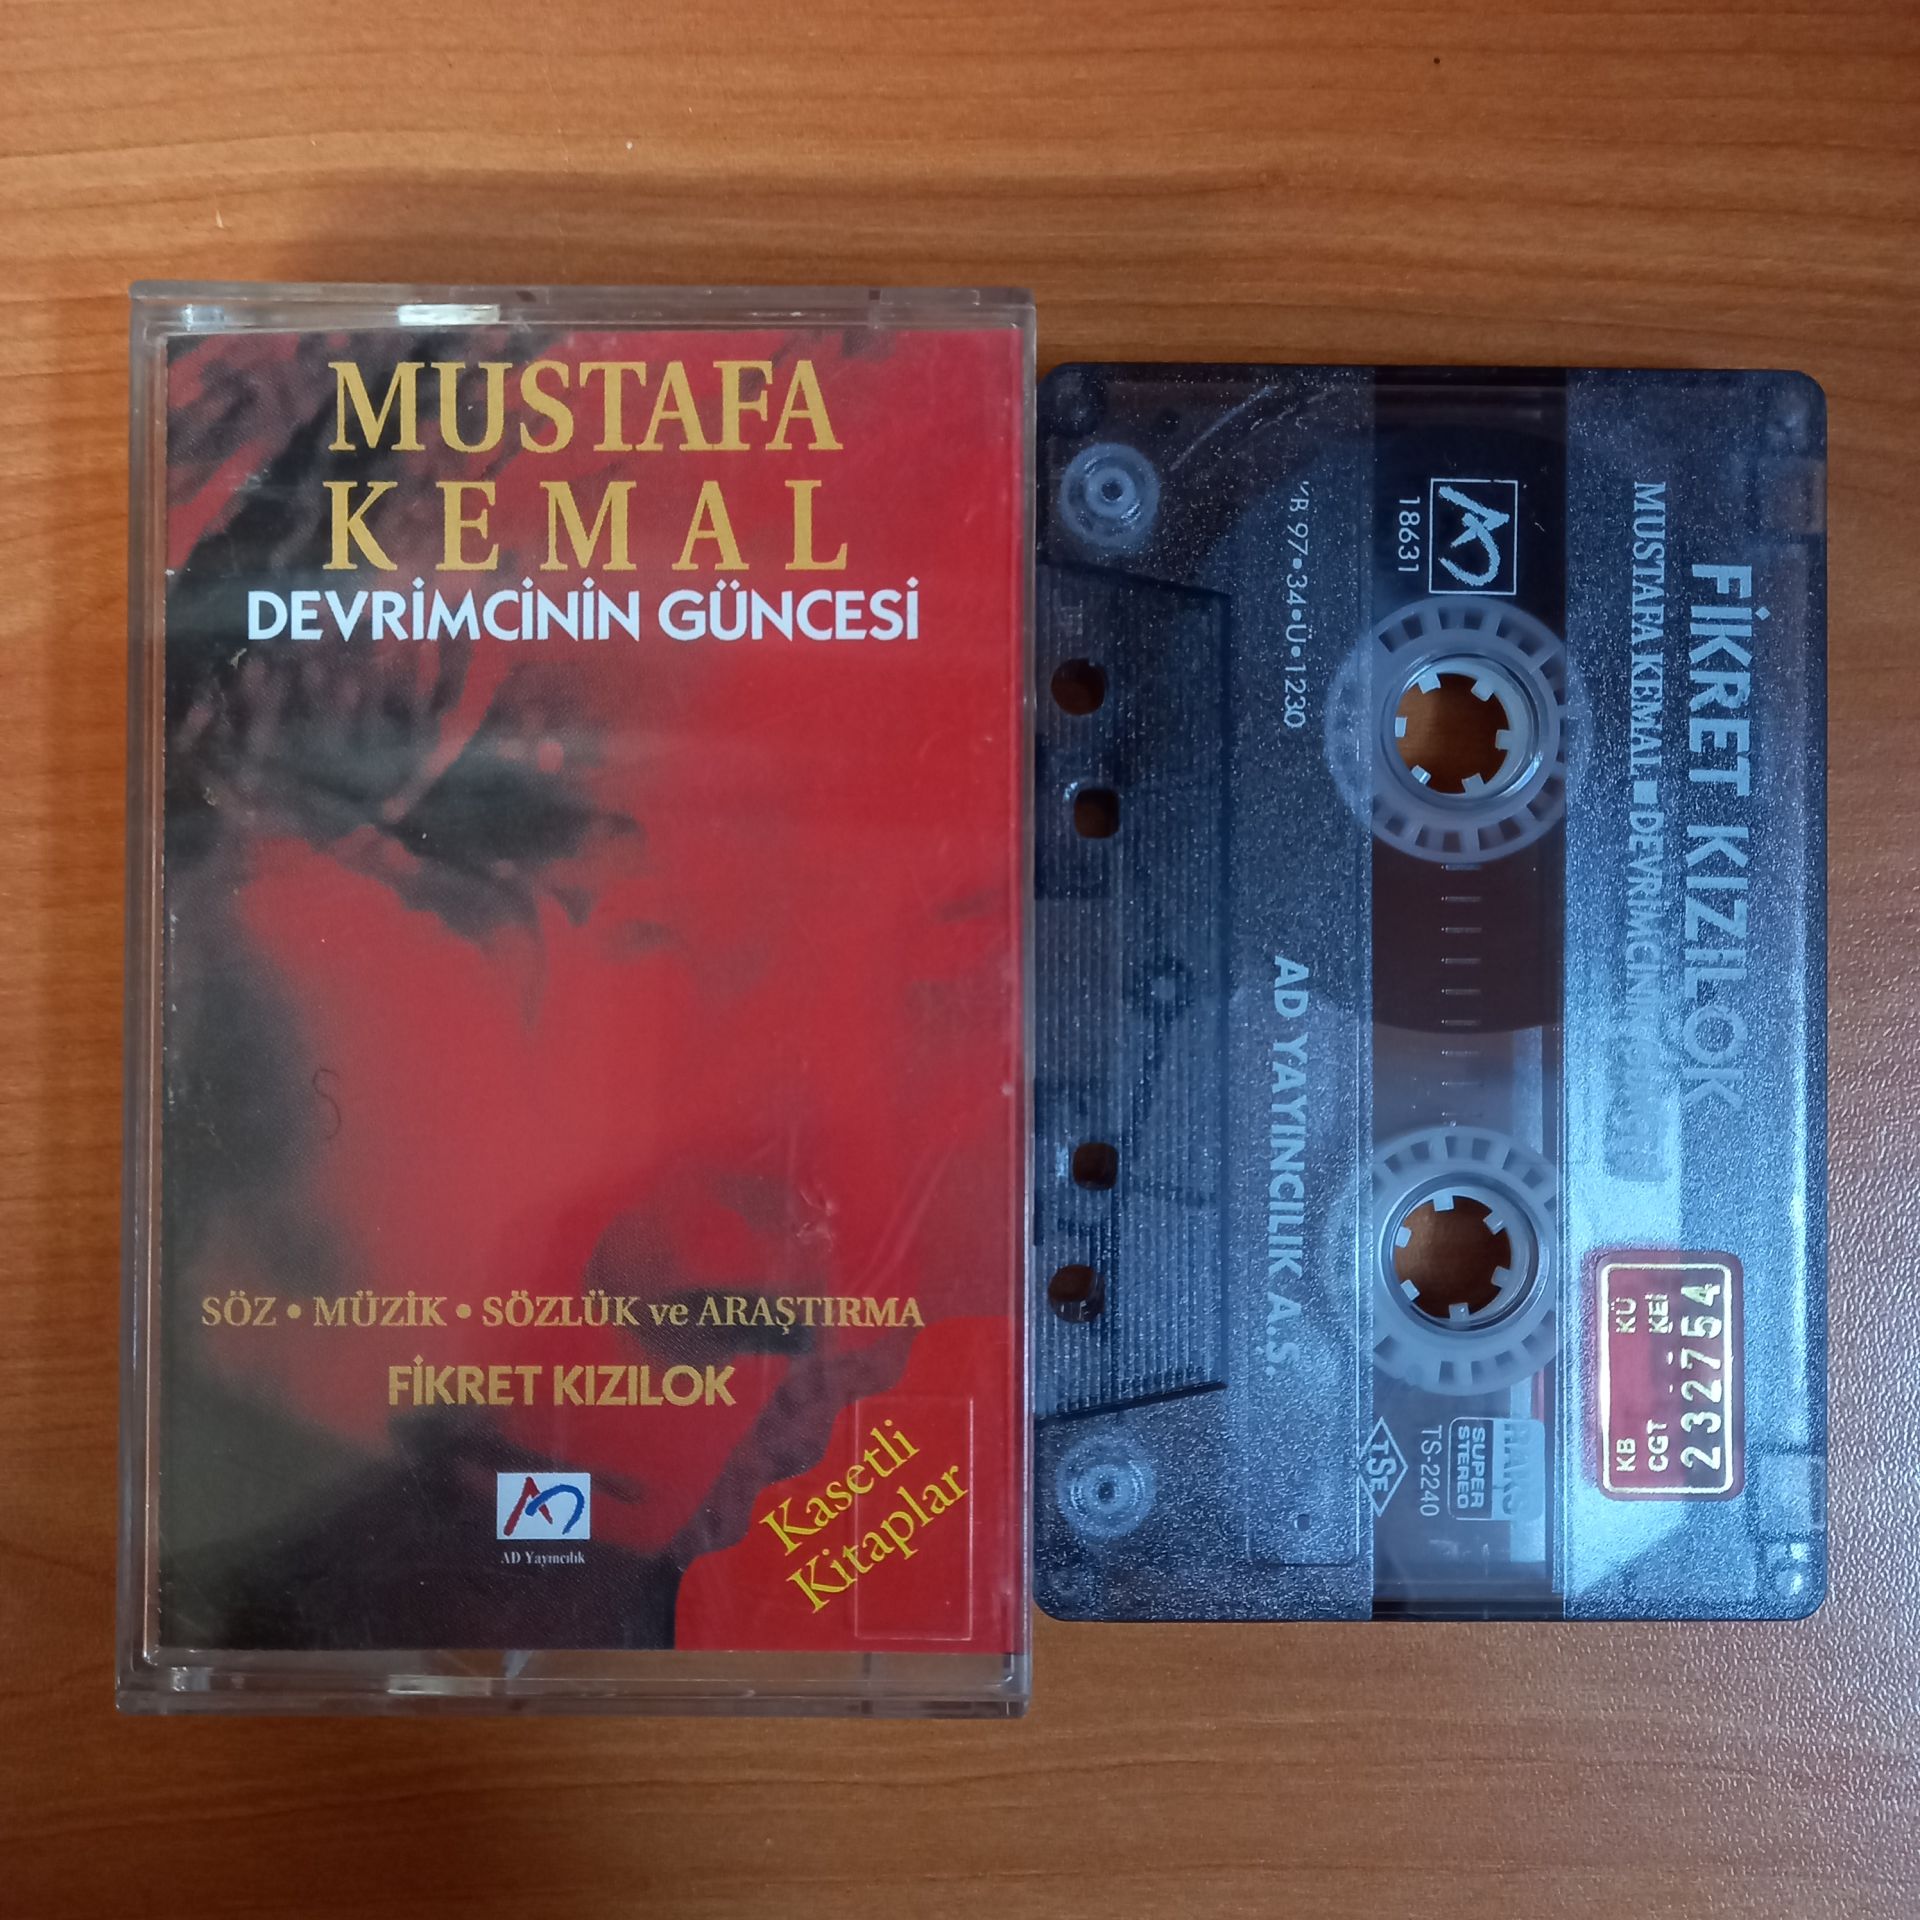 MUSTAFA
KEMAL
DEVRİMCİNİN GÜNCESİ
SÖZ • MÜZİK • SÖZLÜK ve ARAŞTIRMA
FİKRET KIZILOK
AD Yayıncılık
Kasetli
Kitaplar
FİKRET KIZILOK
MUSTAFA KEMAL ■ DEVRİMCİNİN GÜNCESİ
18631
97•34•Ü•1230
AD YAYINCILIK A.Ş.
RAKS
SUPER
STEREO
TS-2240
TSE
KB KÜ
CGT - KEİ
232754